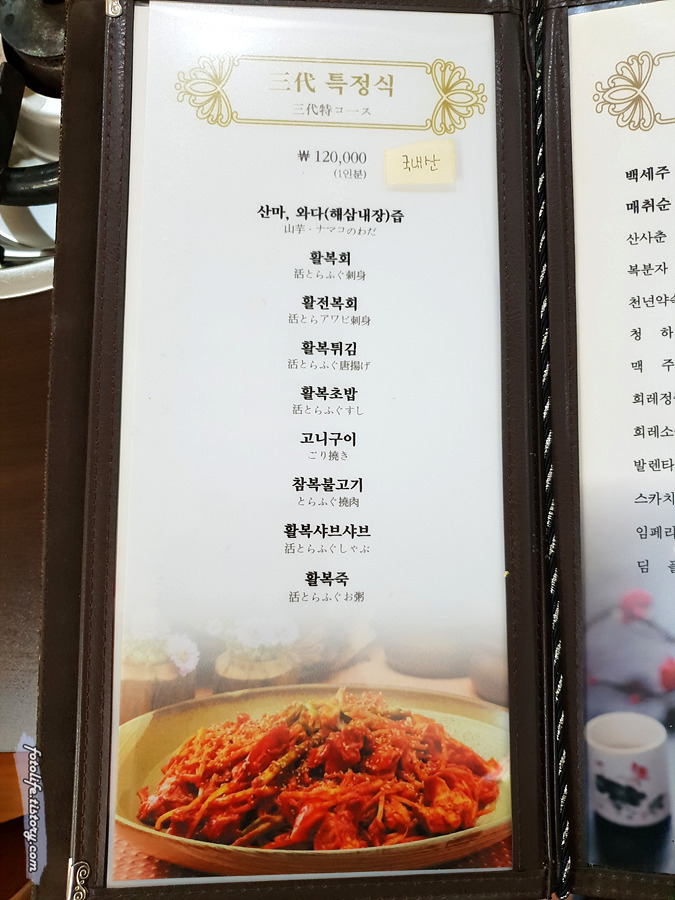 三代 특정식
三代特コース
₩ 120,000
(1인분)
국내산
산마, 와다(해삼내장)즙
山芋・ナマコのわだ
활복회
活とらふぐ刺身
활전복회
活とらアワビ刺身
활복튀김
活とらふぐ唐揚げ
활복초밥
活とらふぐすし
고니구이
ごり撓き
참복불고기
とらふぐ撓肉
활복샤브샤브
活とらふぐしゃぶ
활복죽
活とらふぐお粥
백세주
매취순
산사춘
복분자
천년약속
청 하
맥 주
회레정
회레소
발렌타
스카치
임페리
딤
fotolife.tistory.com